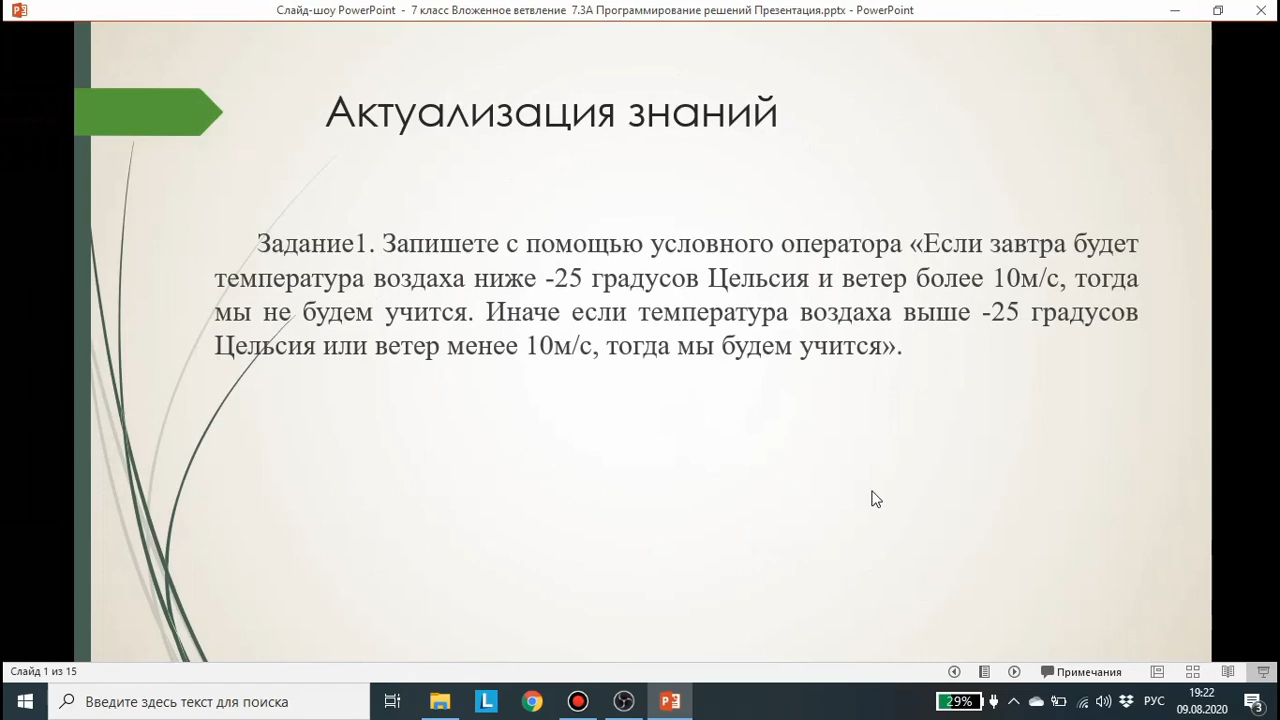 Слайд-шоу PowerPoint - 7 класс Вложенное ветвление 7.3А Программирование решений Презентация.pptx - PowerPoint
Актуализация знаний
Задание1. Запишете с помощью условного оператора «Если завтра будет
температура воздаха ниже -25 градусов Цельсия и ветер более 10м/с, тогда
мы не будем учится. Иначе если температура воздаха выше -25 градусов
Цельсия или ветер менее 10м/с, тогда мы будем учится».
Слайд 1 из 15
Примечания
Введите здесь текст для поиска
L
29%
РУС
19:22
09.08.2020
3